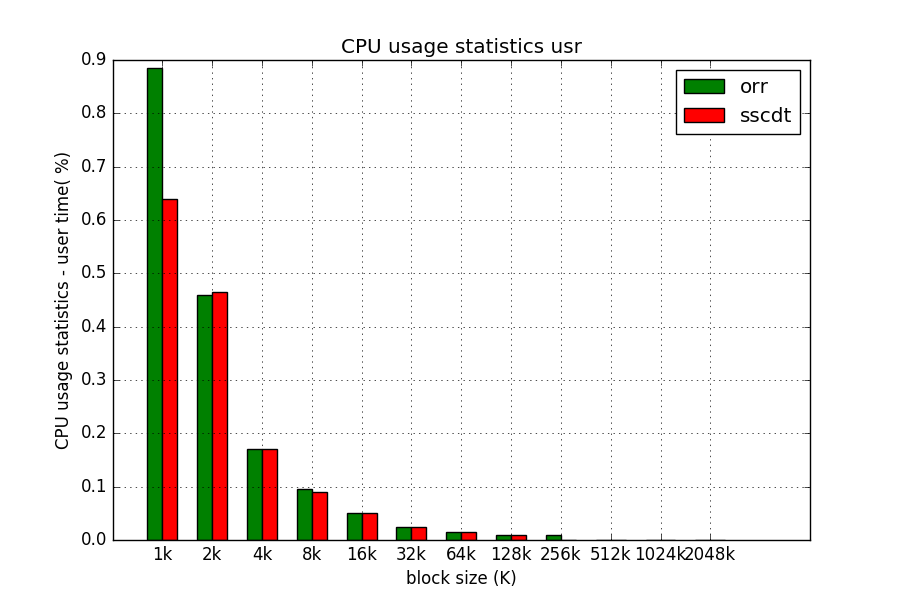 CPU usage statistics usr
orr
sscdt
CPU usage statistics - user time( %)
0.9
0.8
0.7
0.6
0.5
0.4
0.3
0.2
0.1
0.0
1k 2k 4k 8k 16k 32k 64k 128k 256k 512k 1024k 2048k
block size (K)